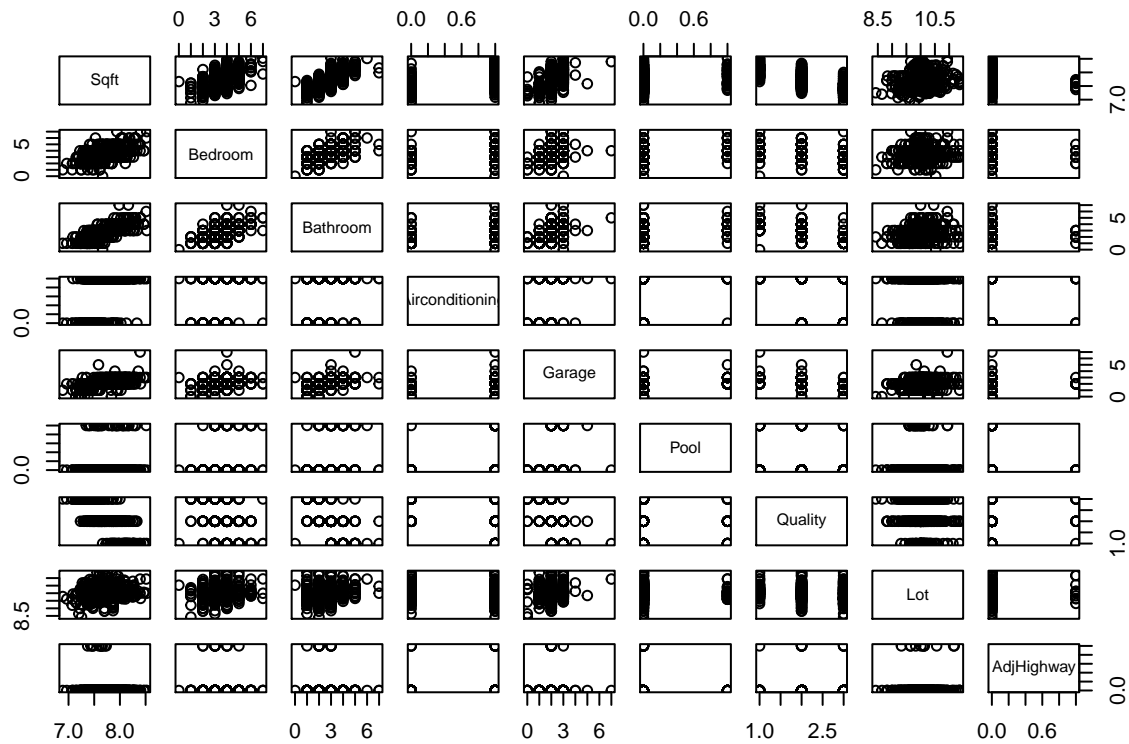 0 3 6 0.0 0.6 0.0 0.6 8.5 10.5
Sqft 7.0
0 5 Bedroom
Bathroom 0 5
0.0 Airconditioning
Garage 0 5
0.0 Pool
Quality 1.0
8.5 Lot
AdjHighway 0.0
7.0 8.0 0 3 6 0 3 6 1.0 2.5 0.0 0.6